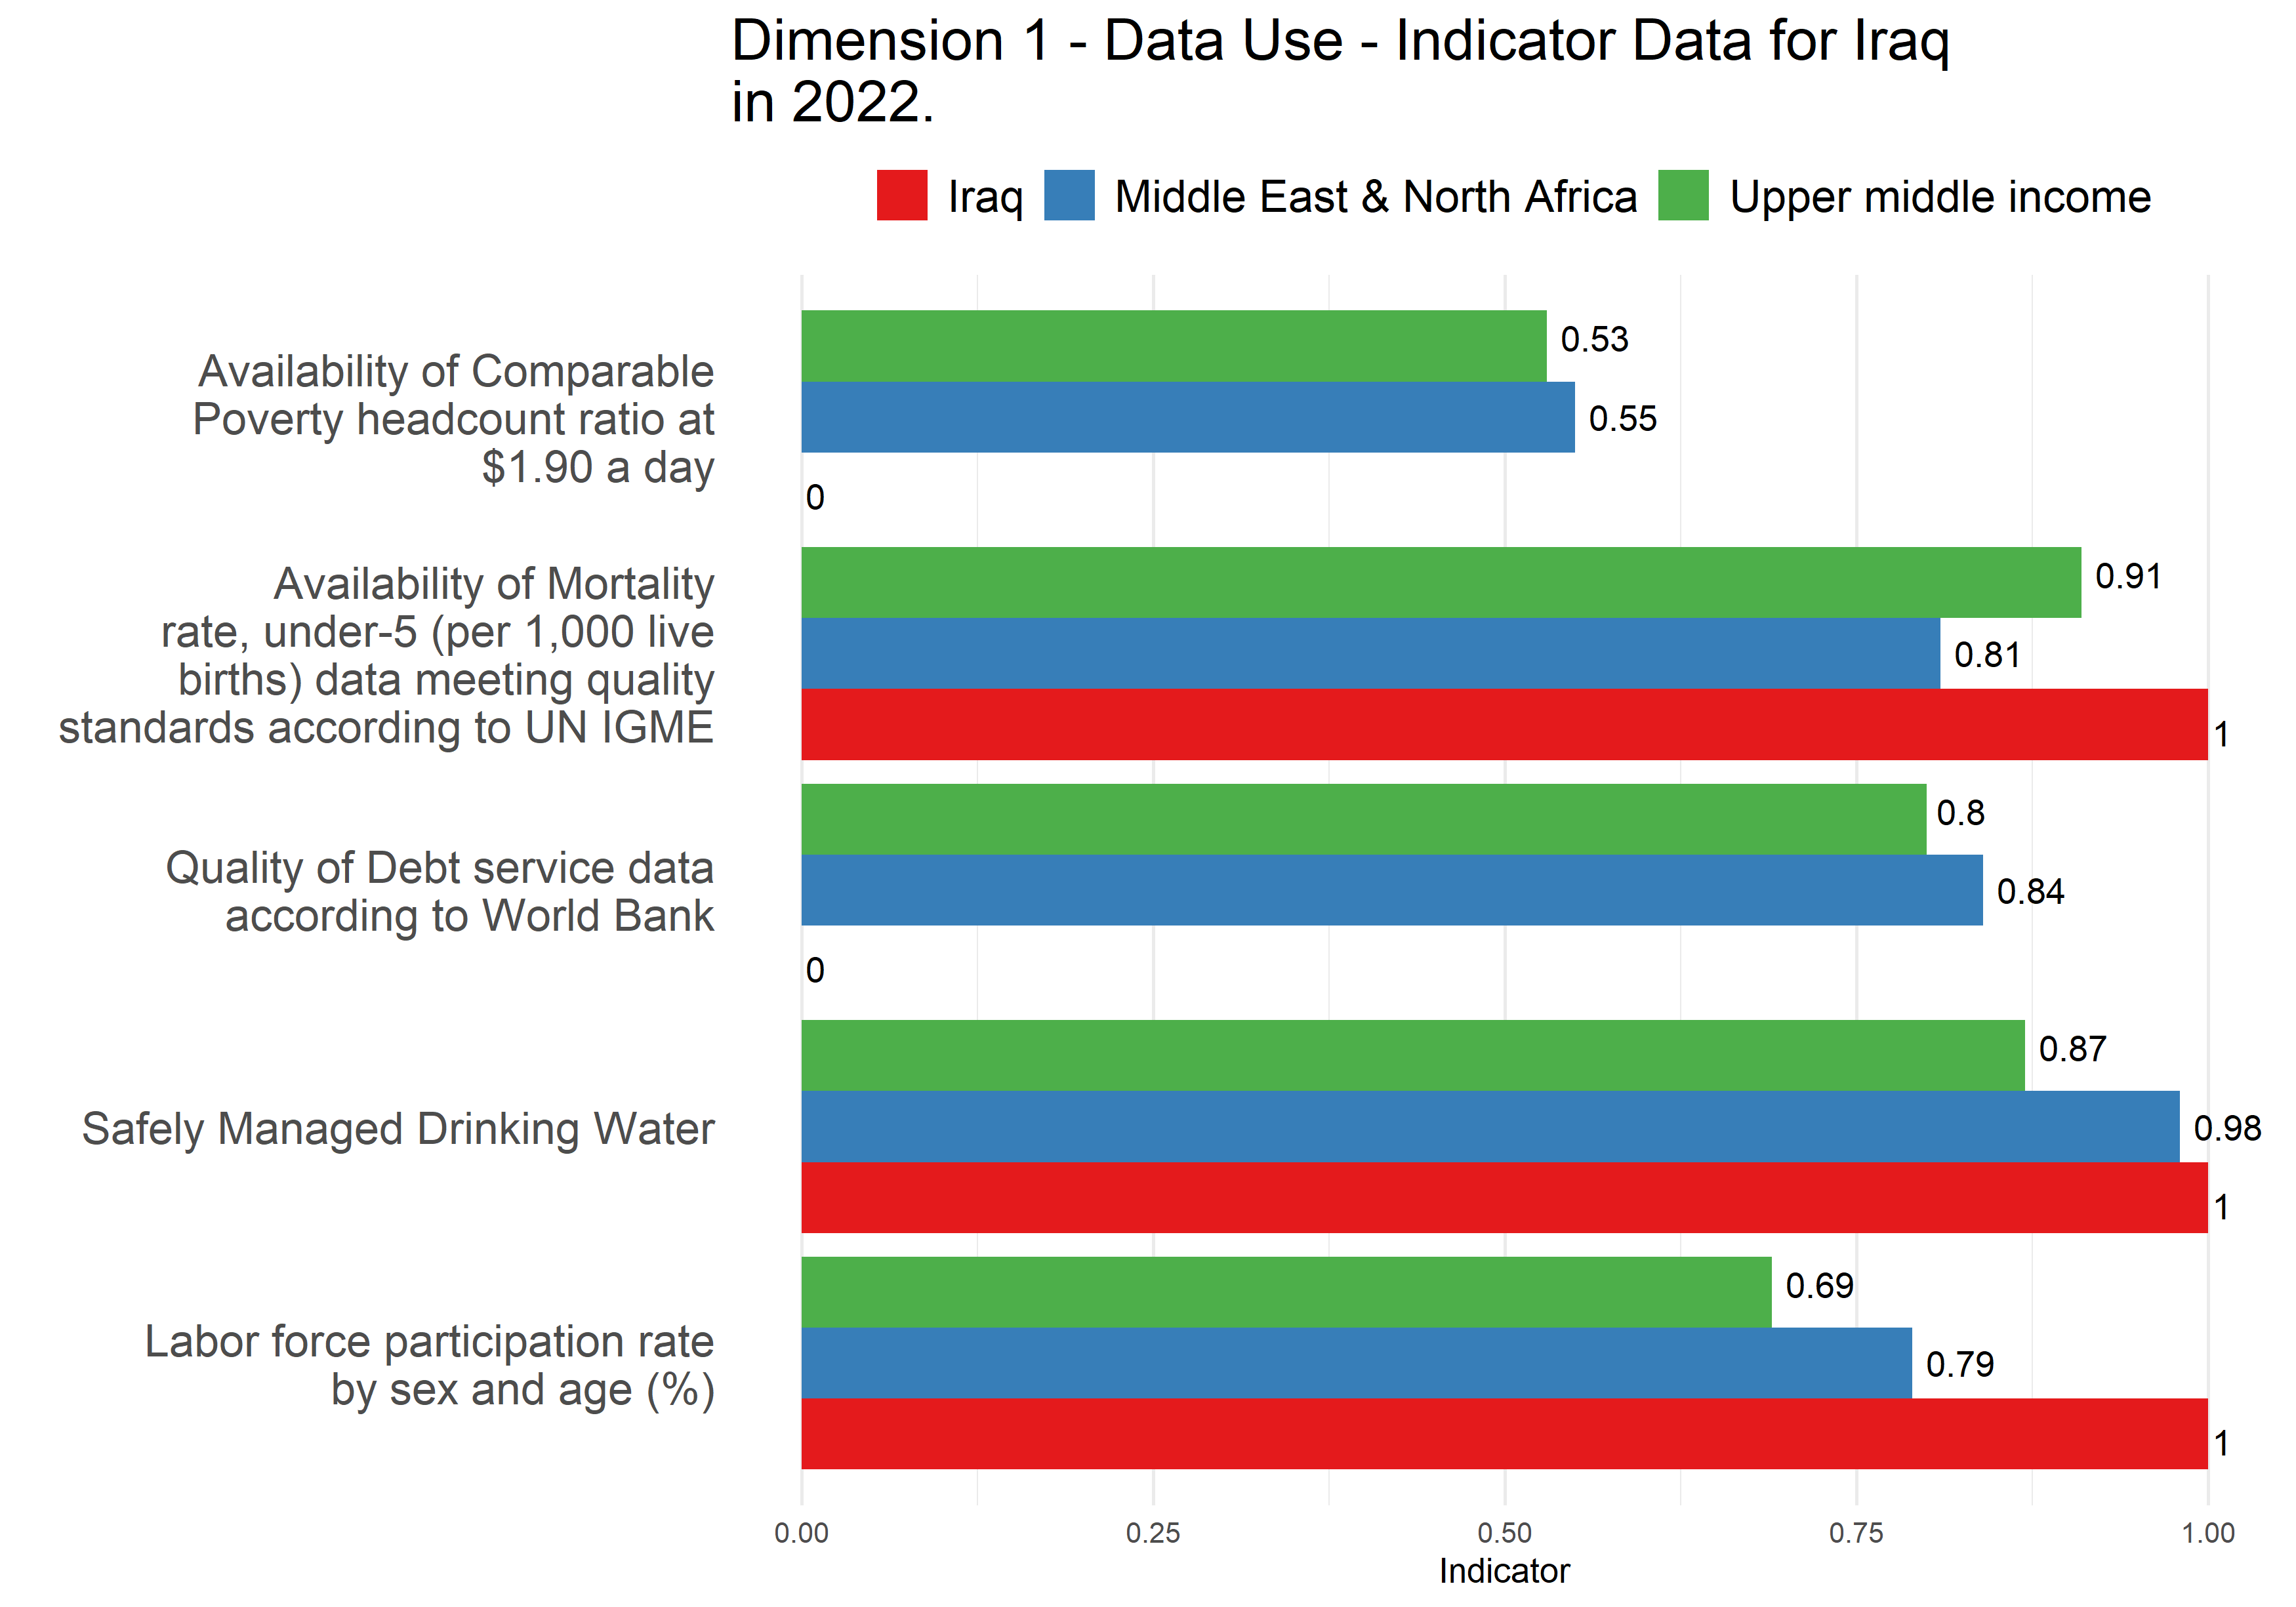 Dimension 1 - Data Use - Indicator Data for Iraq
in 2022.
Iraq Middle East & North Africa Upper middle income
Availability of Comparable
Poverty headcount ratio at
$1.90 a day
0.53
0.55
0
Availability of Mortality
rate, under-5 (per 1,000 live
births) data meeting quality
standards according to UN IGME
0.91
0.81
1
Quality of Debt service data
according to World Bank
0.8
0.84
0
Safely Managed Drinking Water
0.87
0.98
1
Labor force participation rate
by sex and age (%)
0.69
0.79
1
0.00 0.25 0.50 0.75 1.00
Indicator